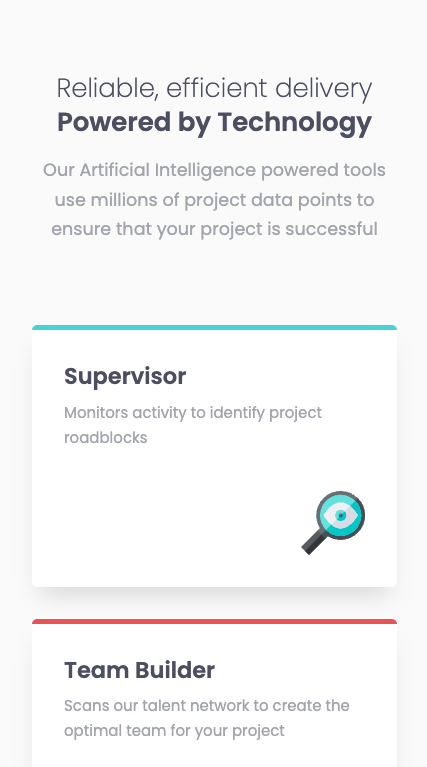 Reliable, efficient delivery
Powered by Technology
Our Artificial Intelligence powered tools
use millions of project data points to
ensure that your project is successful
Supervisor
Monitors activity to identify project
roadblocks
Team Builder
Scans our talent network to create the
optimal team for your project